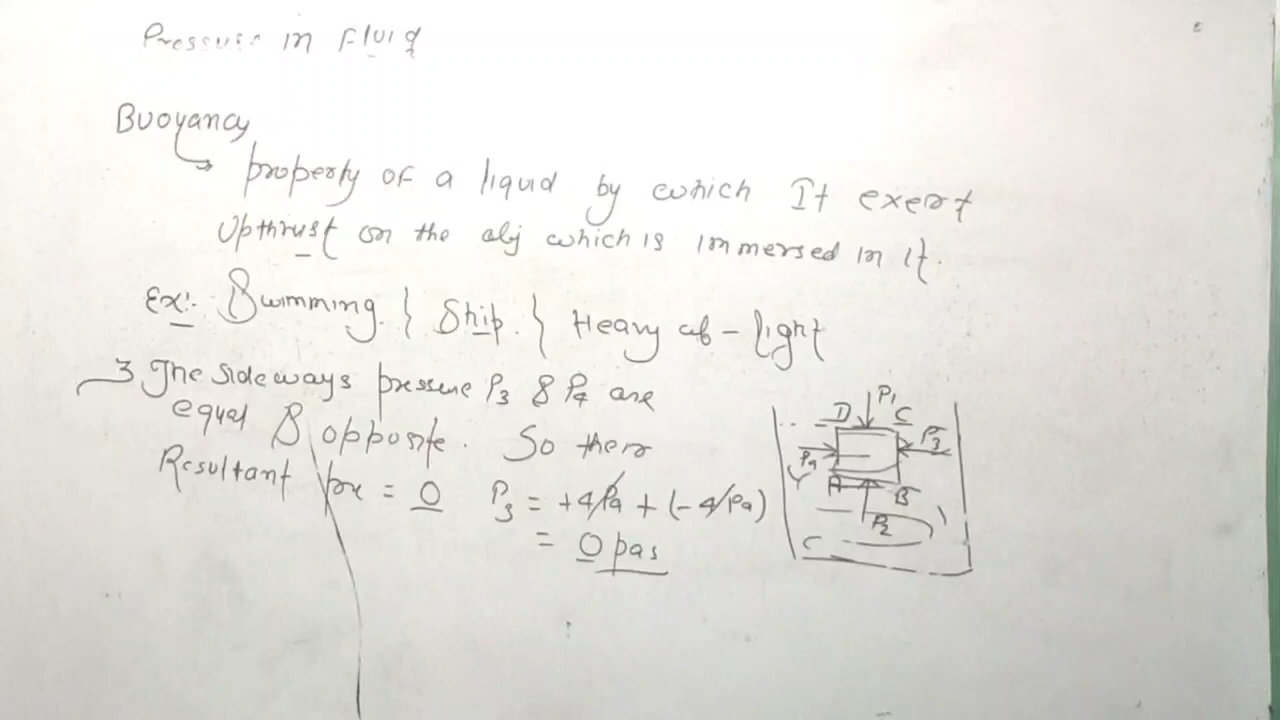 Pressure in Fluid
Buoyancy
property of a liquid by which It exert
Upthrust on the obj which is immersed in it.
Ex:- Swimming } Ship } Heavy ab - light
3 The sideways pressure P3 & P4 are
equal & opposite. So there
Resultant pr = 0 P3 = +4Pa + (-4Pa)
= 0 pas
P1
D C
P4 P3
A B
P2